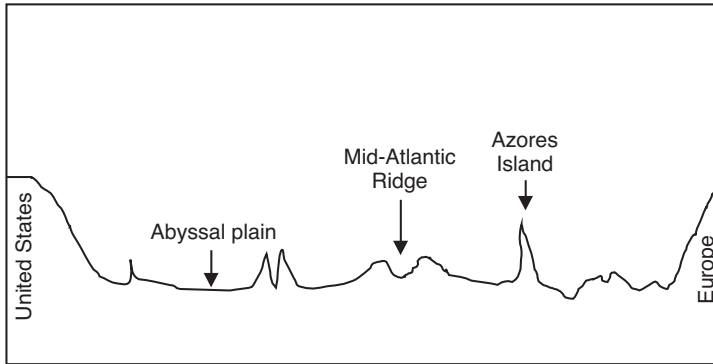 Azores
Island
Mid-Atlantic
Ridge
Abyssal plain
United States
Europe